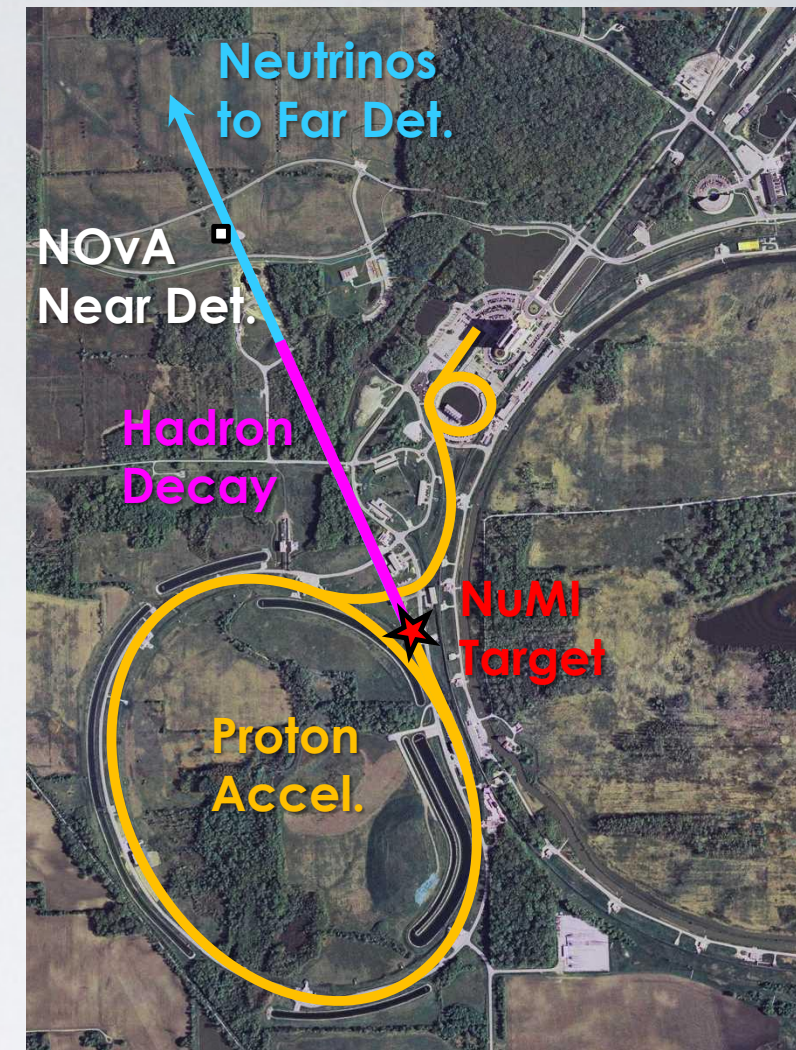 Neutrinos
to Far Det.
NOvA
Near Det.
Hadron
Decay
NuMI
Target
Proton
Accel.